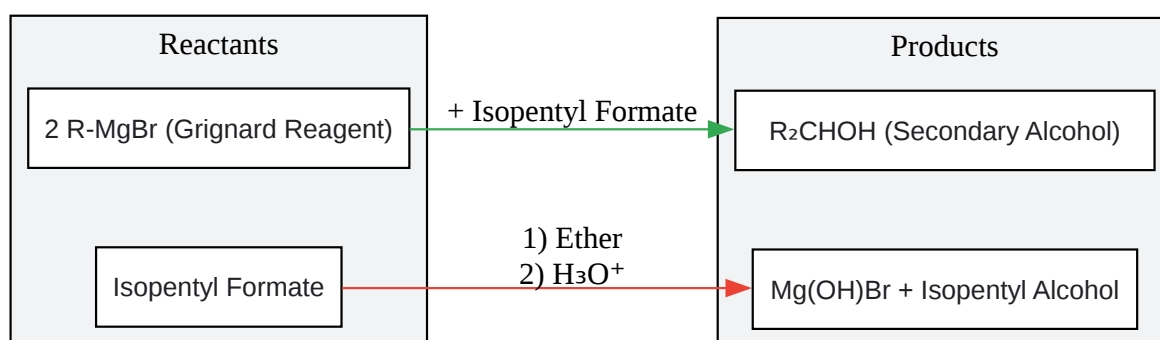 Reactants
Products
2 R-MgBr (Grignard Reagent)
+ Isopentyl Formate
R₂CHOH (Secondary Alcohol)
1) Ether
2) H₃O⁺
Isopentyl Formate
Mg(OH)Br + Isopentyl Alcohol